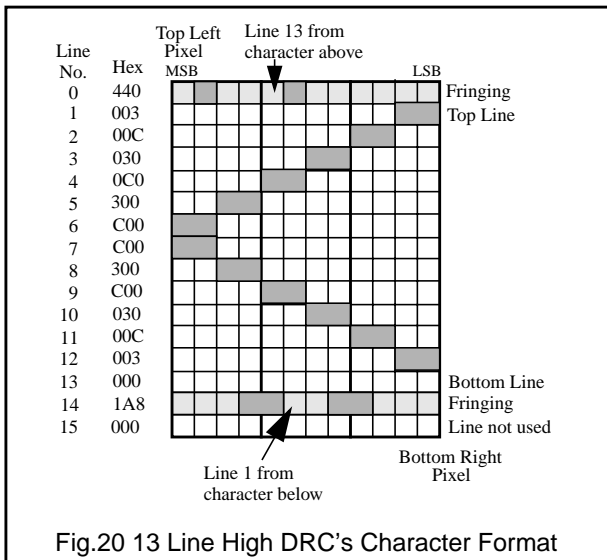 Top Left Pixel
Line 13 from character above
Line No.
Hex
MSB
LSB
0 440 Fringing
1 003 Top Line
2 00C
3 030
4 0C0
5 300
6 C00
7 C00
8 300
9 C00
10 030
11 00C
12 003
13 000 Bottom Line
14 1A8 Fringing
15 000 Line not used
Line 1 from character below
Bottom Right Pixel
Fig.20 13 Line High DRC's Character Format